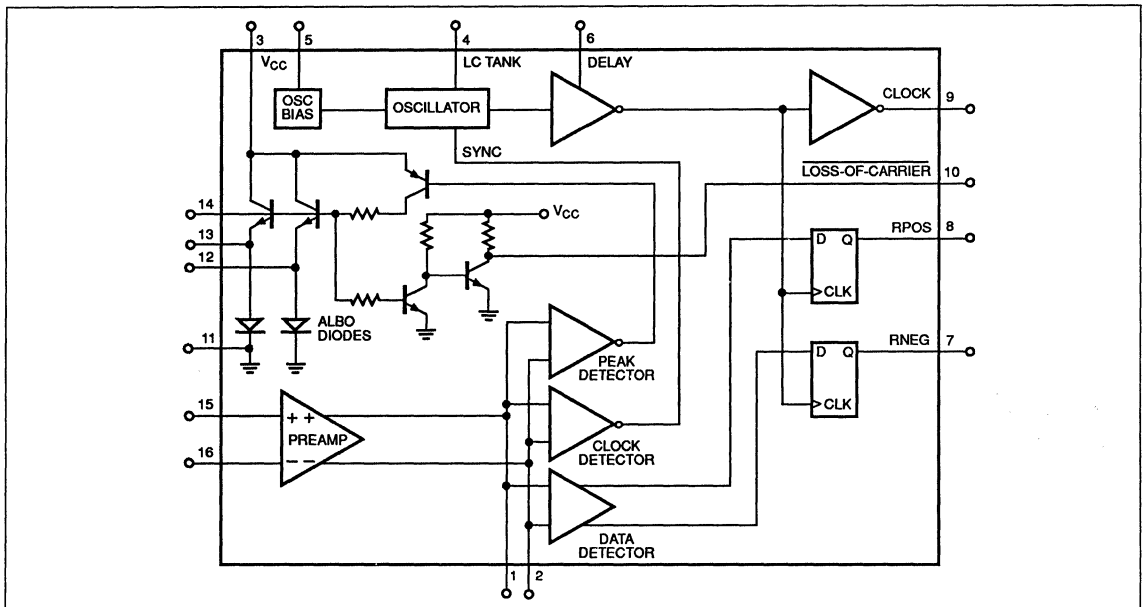 3 5 4 6
VCC LC TANK DELAY
OSC
BIAS
OSCILLATOR
CLOCK 9
SYNC
LOSS-OF-CARRIER 10
14
VCC
13
12
RPOS 8
D Q
CLK
ALBO
DIODES
11
RNEG 7
D Q
CLK
PEAK
DETECTOR
15
+ +
PREAMP
- -
16
CLOCK
DETECTOR
DATA
DETECTOR
1 2